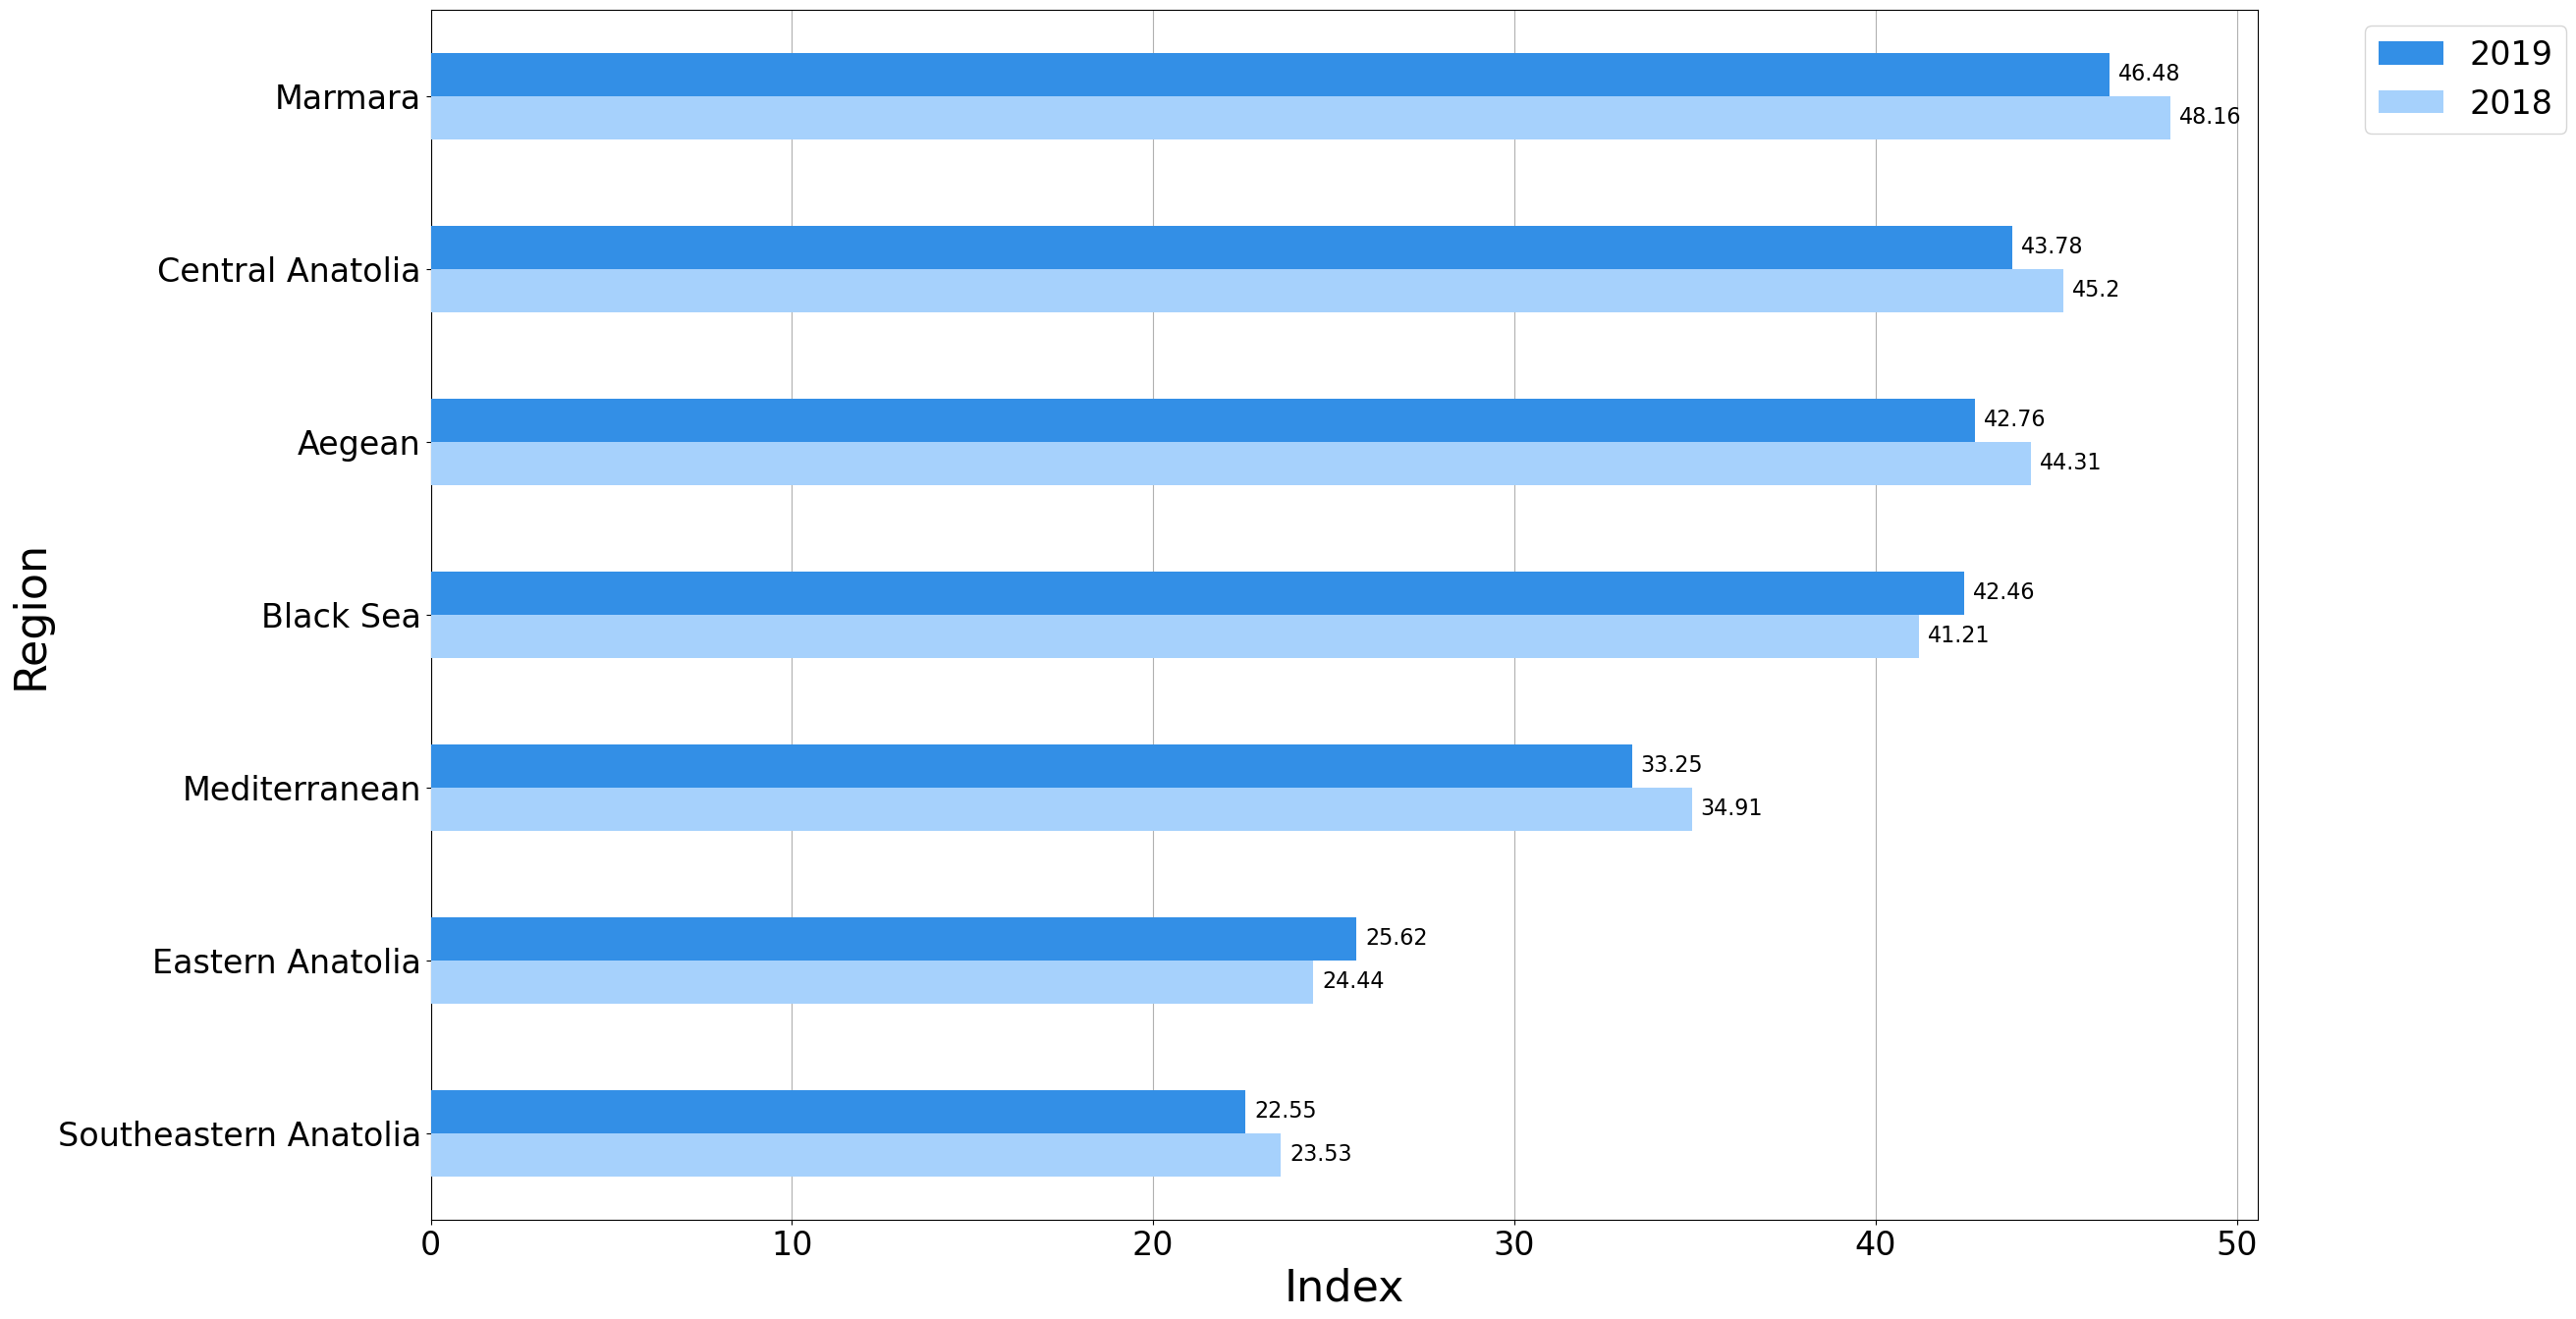 2019
2018
Region
Marmara
46.48
48.16
Central Anatolia
43.78
45.2
Aegean
42.76
44.31
Black Sea
42.46
41.21
Mediterranean
33.25
34.91
Eastern Anatolia
25.62
24.44
Southeastern Anatolia
22.55
23.53
0 10 20 30 40 50
Index